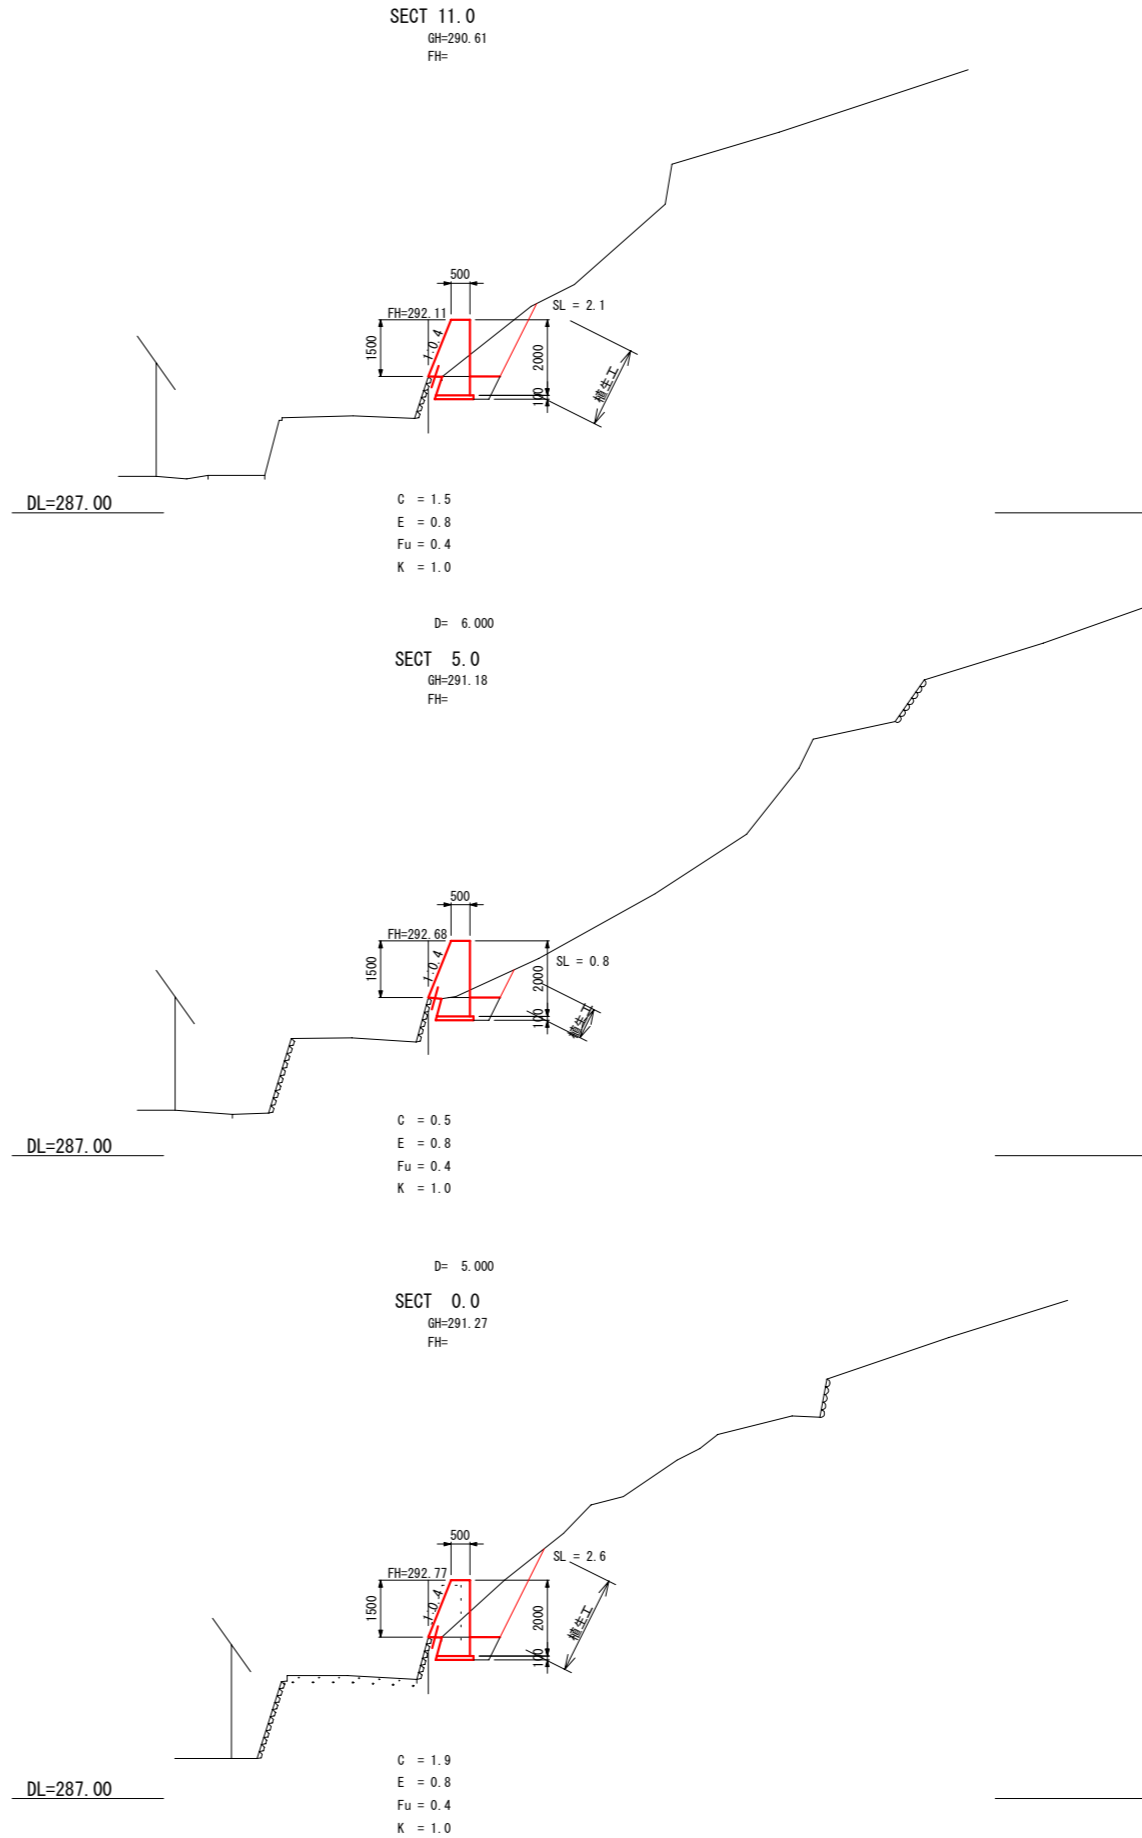 SECT 11.0
GH=290.61
FH=
500
SL = 2.1
FH=292.11
1:0.4
1500
2000
100
植生工
DL=287.00
C = 1.5
E = 0.8
Fu = 0.4
K = 1.0
D= 6.000
SECT 5.0
GH=291.18
FH=
500
FH=292.68
1:0.4
1500
2000
SL = 0.8
100
植生工
C = 0.5
E = 0.8
DL=287.00
Fu = 0.4
K = 1.0
D= 5.000
SECT 0.0
GH=291.27
FH=
500
SL = 2.6
FH=292.77
1:0.4
1500
2000
100
植生工
C = 1.9
E = 0.8
DL=287.00
Fu = 0.4
K = 1.0